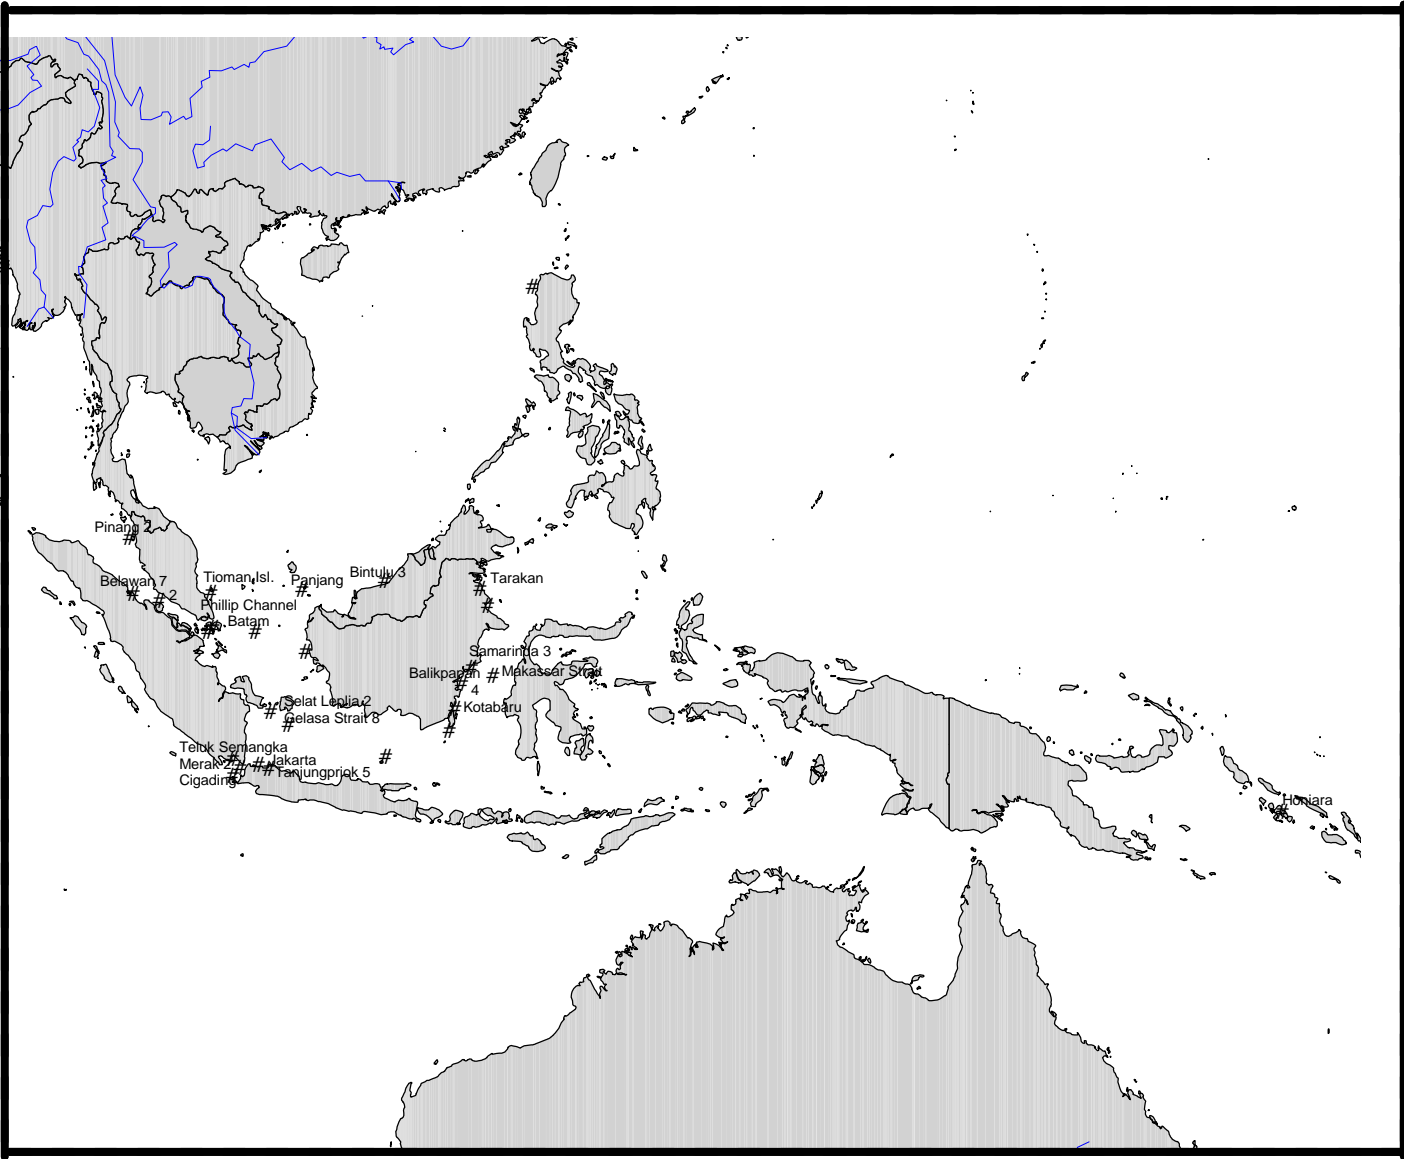 #
Pinang 2
#
Bintulu 3
#
Tarakan
#
Belawan 7
#
2
#
Tioman Isl.
#
Panjang
#
#
Phillip Channel
#
#
Batam
#
#
Samarinda 3
#
Balikpapan
#
4
Makassar Strait
#
Selat Leplia 2
#
Gelasa Strait 8
#
Kotabaru
#
#
Teluk Semangka
#
Merak 2
#
Cigading
#
Jakarta
#
Tanjungpriok 5
#
#
Honiara
#